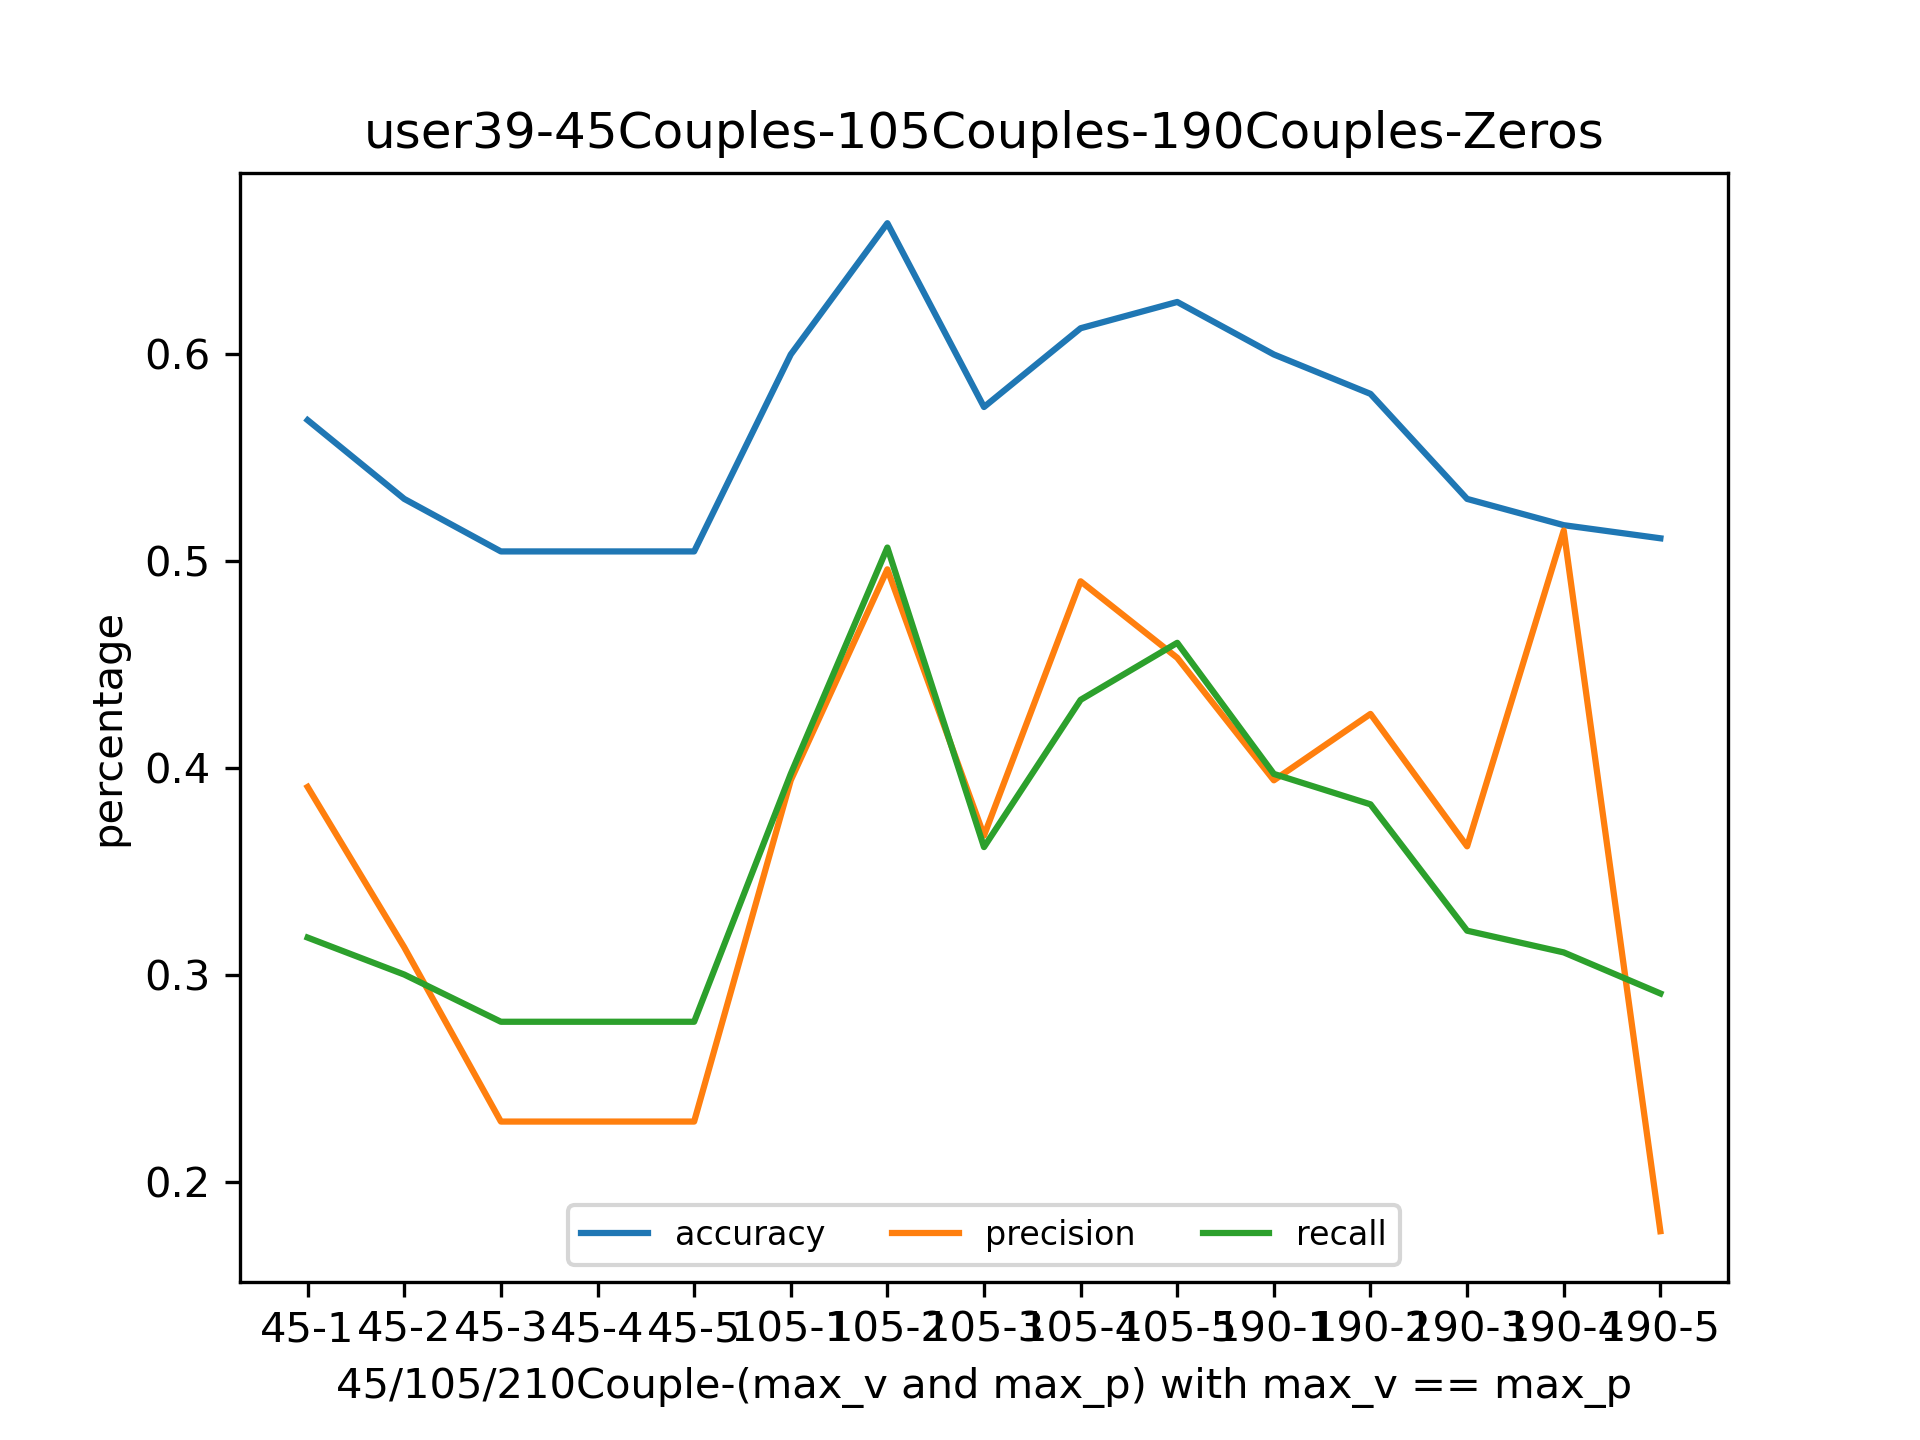 user39-45Couples-105Couples-190Couples-Zeros
percentage
0.6
0.5
0.4
0.3
0.2
accuracy precision recall
45-1 45-2 45-3 45-4 45-5 105-1 105-2 105-3 105-4 105-5 190-1 190-2 190-3 190-4 190-5
45/105/210Couple-(max_v and max_p) with max_v == max_p